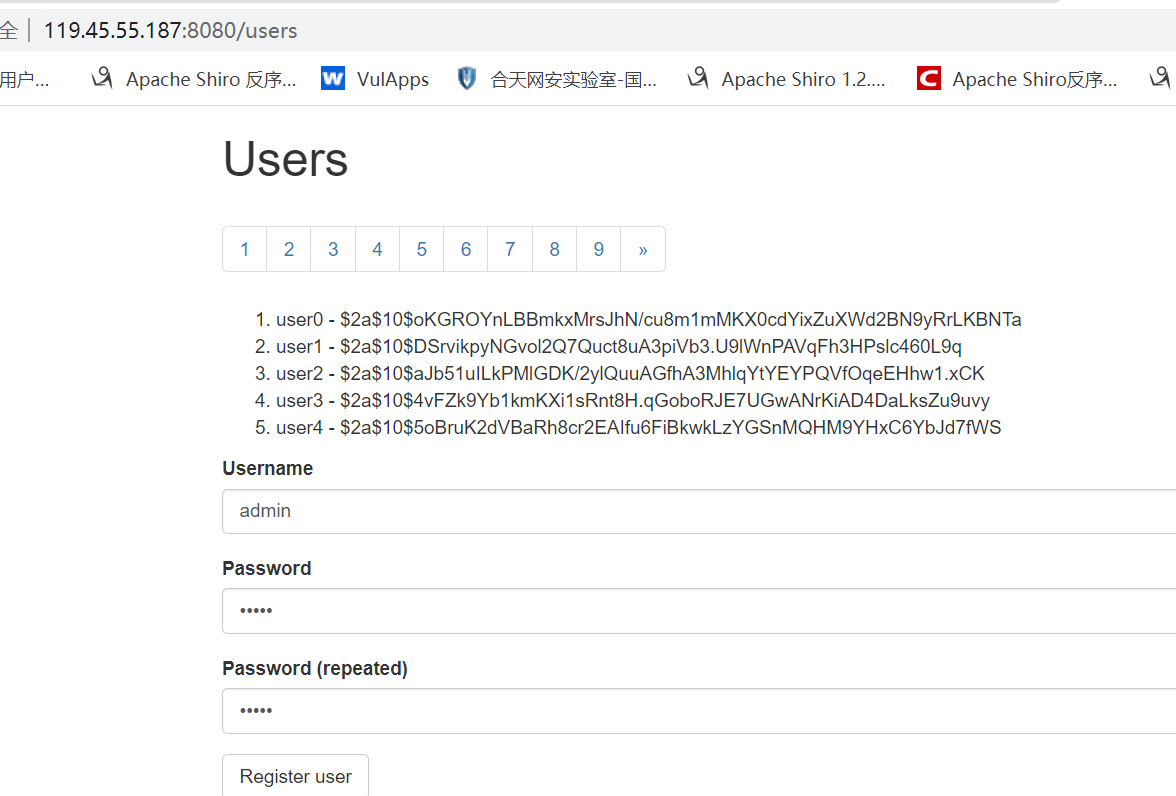 全 | 119.45.55.187:8080/users
用户... Apache Shiro 反序... VulApps 合天网安实验室-国... Apache Shiro 1.2.... Apache Shiro反序...
Users
1 2 3 4 5 6 7 8 9 »
1. user0 - $2a$10$oKGROYnLBBmkxMrsJhN/cu8m1mMKX0cdYixZuXWd2BN9yRrLKBNTa
2. user1 - $2a$10$DSrvikpyNGvol2Q7Quct8uA3piVb3.U9lWnPAVqFh3HPslc460L9q
3. user2 - $2a$10$aJb51uILkPMlGDK/2ylQuuAGfhA3MhlqYtYEYPQVfOqeEHhw1.xCK
4. user3 - $2a$10$4vFZk9Yb1kmKXi1sRnt8H.qGoboRJE7UGwANrKiAD4DaLksZu9uvy
5. user4 - $2a$10$5oBruK2dVBaRh8cr2EAIfu6FiBkwkLzYGSnMQHM9YHxC6YbJd7fWS
Username
admin
Password
•••••
Password (repeated)
•••••
Register user